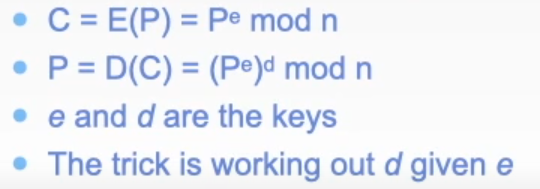 • C = E(P) = Pᵉ mod n
• P = D(C) = (Pᵉ)ᵈ mod n
• e and d are the keys
• The trick is working out d given e